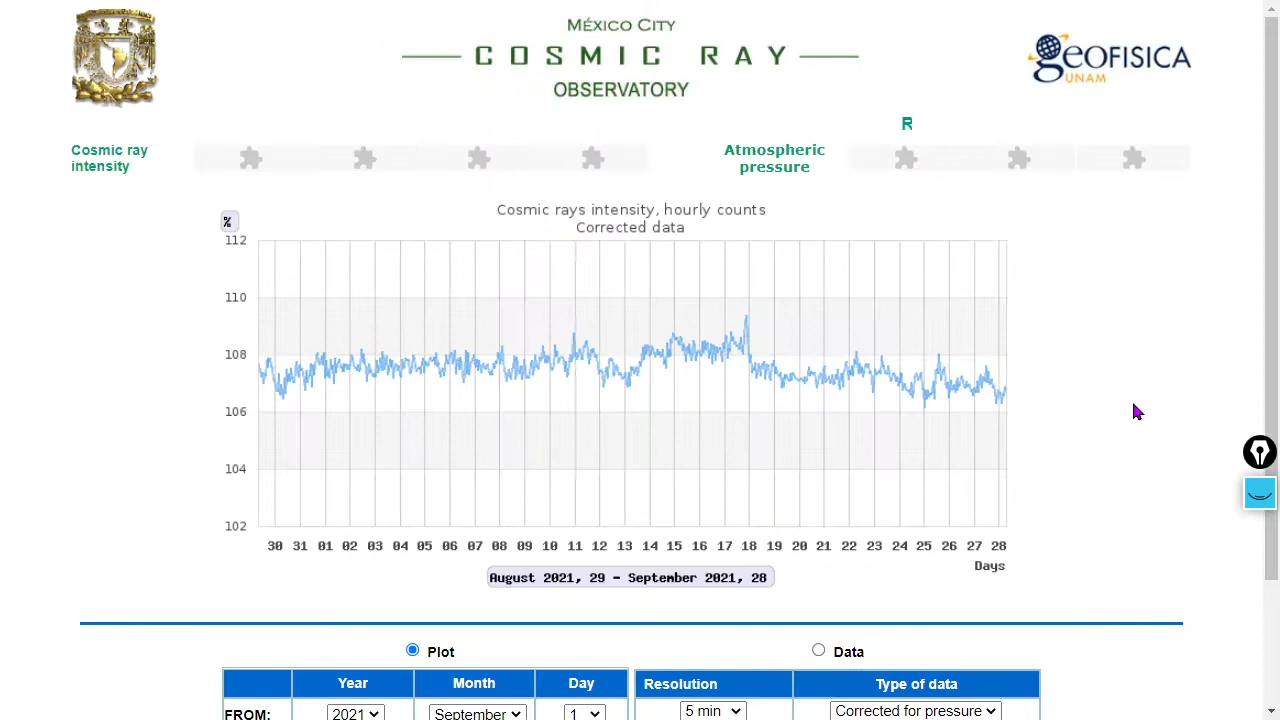 MÉXICO CITY
COSMIC RAY
OBSERVATORY
GEOFISICA
UNAM
R
Cosmic ray
intensity
Atmospheric
pressure
Cosmic rays intensity, hourly counts
Corrected data
%
112
110
108
106
104
102
30 31 01 02 03 04 05 06 07 08 09 10 11 12 13 14 15 16 17 18 19 20 21 22 23 24 25 26 27 28
Days
August 2021, 29 - September 2021, 28
Plot
Data
Year Month Day Resolution Type of data
FROM: 2021 September 1 5 min Corrected for pressure